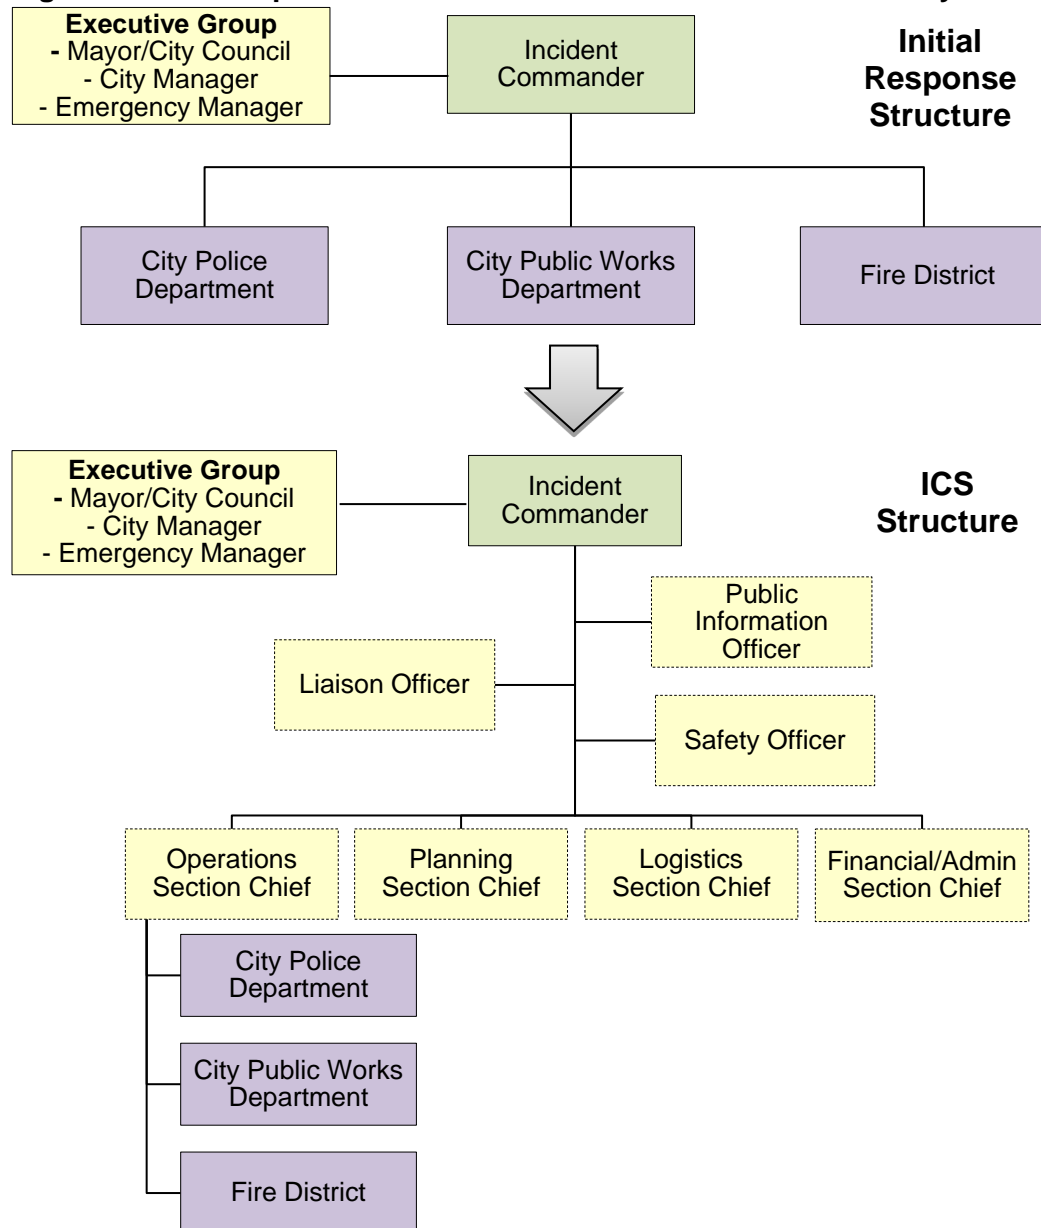 Executive Group
- Mayor/City Council
- City Manager
- Emergency Manager
Incident
Commander
Initial
Response
Structure
City Police
Department
City Public Works
Department
Fire District
Executive Group
- Mayor/City Council
- City Manager
- Emergency Manager
Incident
Commander
ICS
Structure
Public
Information
Officer
Liaison Officer
Safety Officer
Operations
Section Chief
Planning
Section Chief
Logistics
Section Chief
Financial/Admin
Section Chief
City Police
Department
City Public Works
Department
Fire District